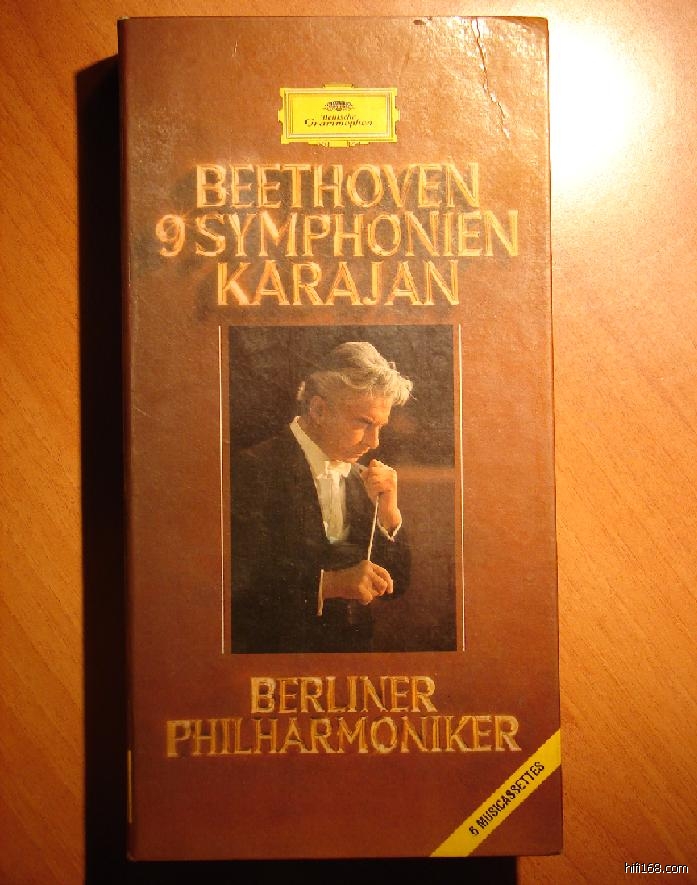 Deutsche
Grammophon
BEETHOVEN
9 SYMPHONIEN
KARAJAN
BERLINER
PHILHARMONIKER
6 MUSICASSETTES
hifi168.com